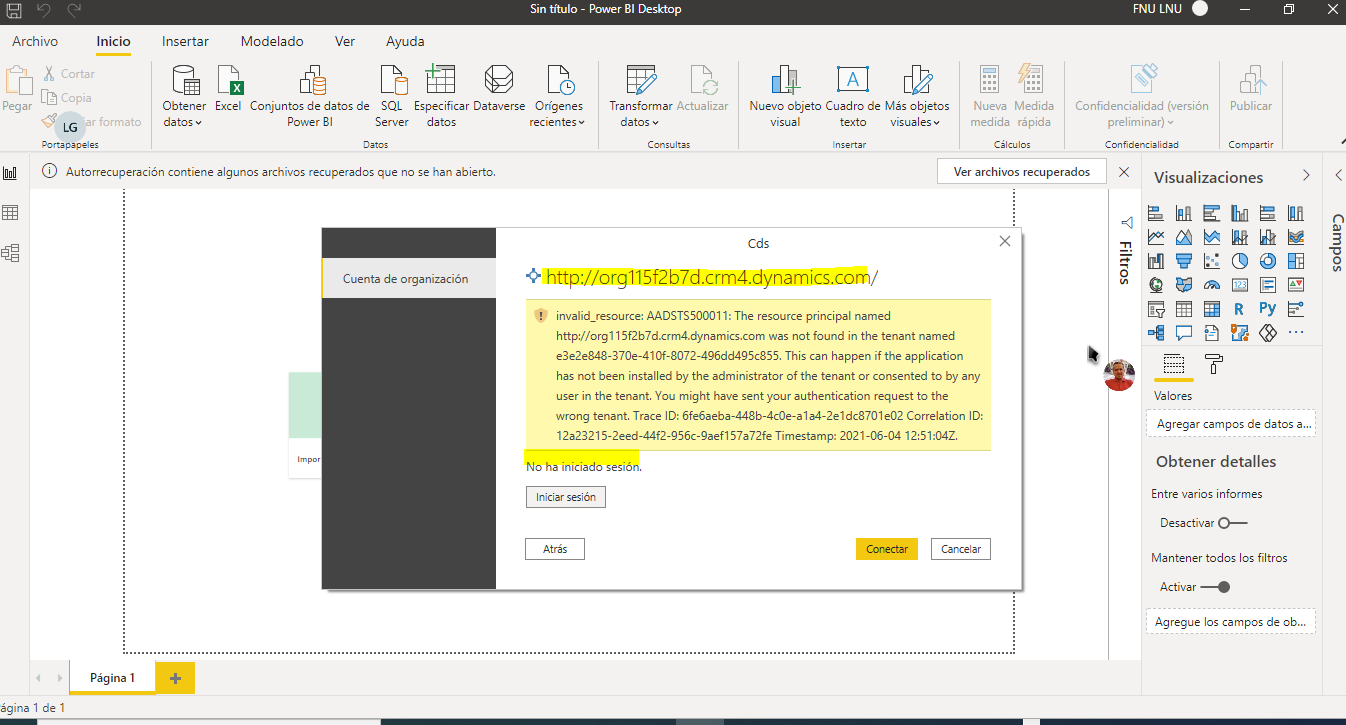 Sin título - Power BI Desktop
FNU LNU
Archivo
Inicio
Insertar
Modelado
Ver
Ayuda
Pegar
Cortar
Copia
LG
formato
Portapapeles
Obtener datos
Excel
Conjuntos de datos de Power BI
SQL Server
Especificar datos
Dataverse
Orígenes recientes
Datos
Transformar datos
Actualizar
Consultas
Nuevo objeto visual
Cuadro de texto
Más objetos visuales
Insertar
Nueva medida
Medida rápida
Cálculos
Confidencialidad (versión preliminar)
Confidencialidad
Publicar
Compartir
Autorrecuperación contiene algunos archivos recuperados que no se han abierto.
Ver archivos recuperados
Cds
Cuenta de organización
http://org115f2b7d.crm4.dynamics.com/
invalid_resource: AADSTS500011: The resource principal named
http://org115f2b7d.crm4.dynamics.com was not found in the tenant named
e3e2e848-370e-410f-8072-496dd495c855. This can happen if the application
has not been installed by the administrator of the tenant or consented to by any
user in the tenant. You might have sent your authentication request to the
wrong tenant. Trace ID: 6fe6aeba-448b-4c0e-a1a4-2e1dc8701e02 Correlation ID:
12a23215-2eed-44f2-956c-9aef157a72fe Timestamp: 2021-06-04 12:51:04Z.
No ha iniciado sesión.
Iniciar sesión
Atrás
Conectar
Cancelar
Impor
Filtros
Visualizaciones
R
Py
123
Valores
Agregar campos de datos a...
Obtener detalles
Entre varios informes
Desactivar
Mantener todos los filtros
Activar
Agregue los campos de ob...
Campos
Página 1
ágina 1 de 1